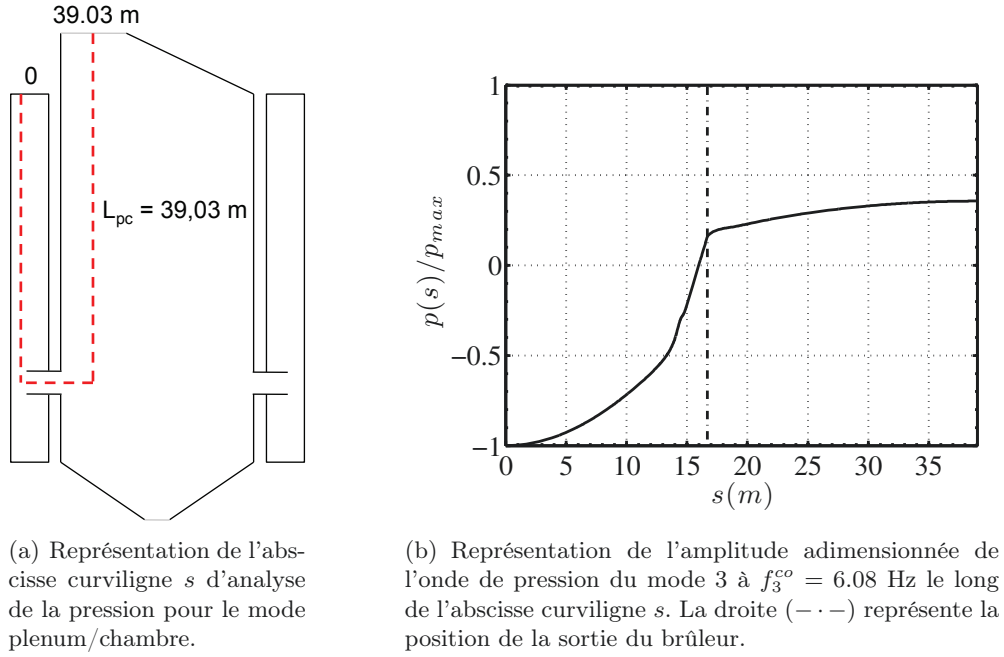 39.03 m
0
L_pc = 39,03 m
1
0.5
0
−0.5
−1
p(s)/p_max
0 5 10 15 20 25 30 35
s(m)
(a) Représentation de l'abs-
cisse curviligne s d'analyse
de la pression pour le mode
plenum/chambre.
(b) Représentation de l'amplitude adimensionnée de
l'onde de pression du mode 3 à f_3^co = 6.08 Hz le long
de l'abscisse curviligne s. La droite (− · −) représente la
position de la sortie du brûleur.